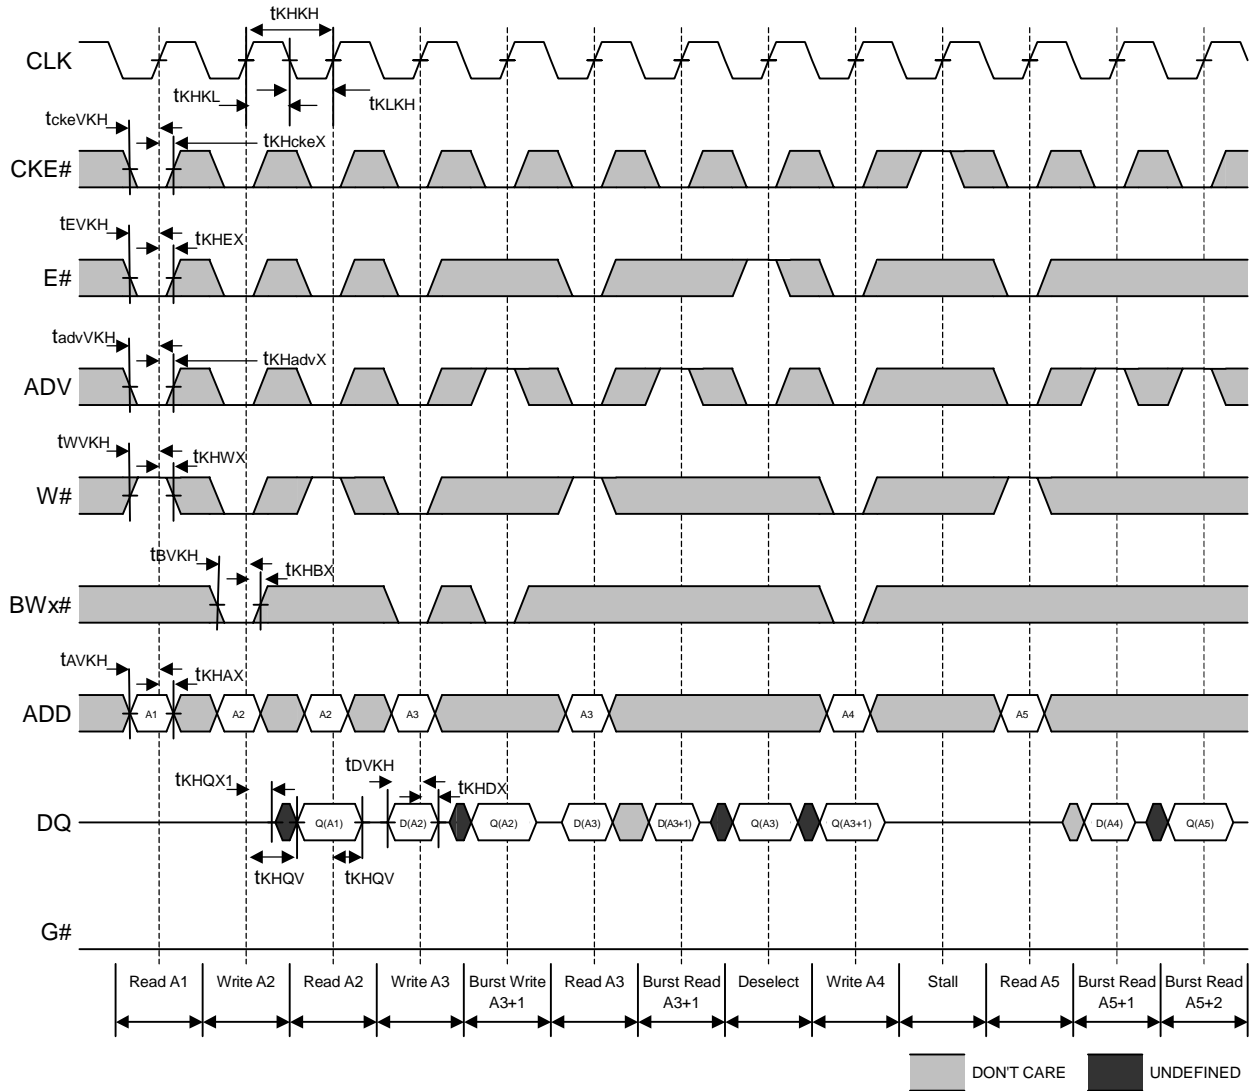 tKHKH
CLK
tKHKL
tKLKH
tckeVKH
tKHckeX
CKE#
tEVKH
tKHEX
E#
tadvVKH
tKHadvX
ADV
tWVKH
tKHWX
W#
tBVKH
tKHBX
BWx#
tAVKH
tKHAX
ADD
A1
A2
A2
A3
A3
A4
A5
tDVKH
tKHQX1
tKHDX
DQ
Q(A1)
D(A2)
Q(A2)
D(A3)
D(A3+1)
Q(A3)
Q(A3+1)
D(A4)
Q(A5)
tKHQV
tKHQV
G#
Read A1
Write A2
Read A2
Write A3
Burst Write
A3+1
Read A3
Burst Read
A3+1
Deselect
Write A4
Stall
Read A5
Burst Read
A5+1
Burst Read
A5+2
DON'T CARE
UNDEFINED